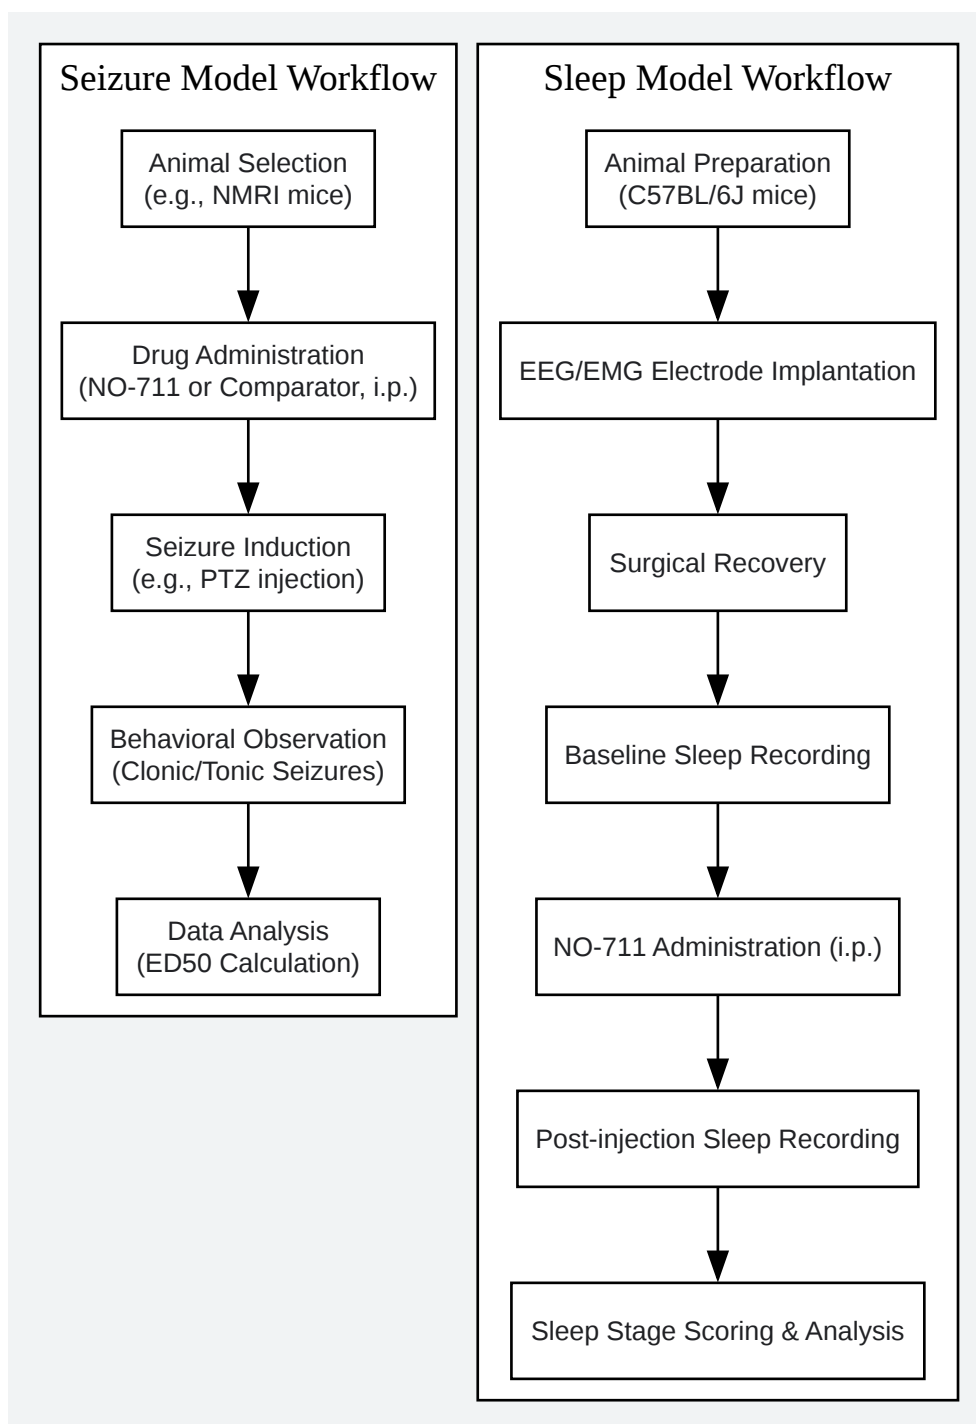 Seizure Model Workflow
Animal Selection
(e.g., NMRI mice)
Drug Administration
(NO-711 or Comparator, i.p.)
Seizure Induction
(e.g., PTZ injection)
Behavioral Observation
(Clonic/Tonic Seizures)
Data Analysis
(ED50 Calculation)
Sleep Model Workflow
Animal Preparation
(C57BL/6J mice)
EEG/EMG Electrode Implantation
Surgical Recovery
Baseline Sleep Recording
NO-711 Administration (i.p.)
Post-injection Sleep Recording
Sleep Stage Scoring & Analysis